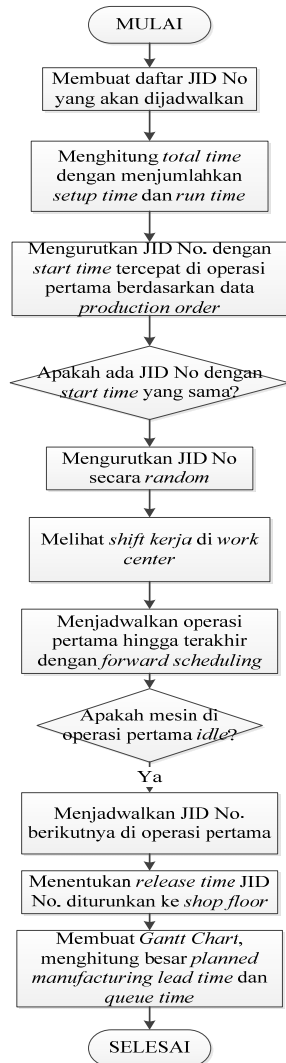 MULAI
Membuat daftar JID No
yang akan dijadwalkan
Menghitung total time
dengan menjumlahkan
setup time dan run time
Mengurutkan JID No. dengan
start time tercepat di operasi
pertama berdasarkan data
production order
Apakah ada JID No dengan
start time yang sama?
Mengurutkan JID No
secara random
Melihat shift kerja di work
center
Menjadwalkan operasi
pertama hingga terakhir
dengan forward scheduling
Apakah mesin di
operasi pertama idle?
Ya
Menjadwalkan JID No.
berikutnya di operasi pertama
Menentukan release time JID
No. diturunkan ke shop floor
Membuat Gantt Chart,
menghitung besar planned
manufacturing lead time dan
queue time
SELESAI